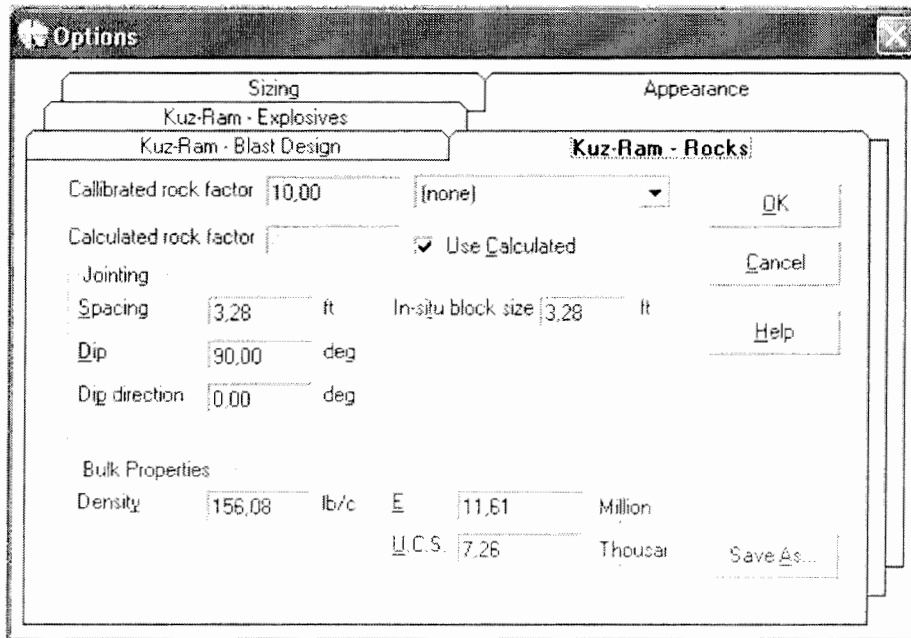 Options
Sizing
Appearance
Kuz-Ram - Explosives
Kuz-Ram - Blast Design
Kuz-Ram - Rocks
Callibrated rock factor 10,00 (none)
OK
Calculated rock factor
Use Calculated
Cancel
Jointing
Spacing 3,28 ft In-situ block size 3,28 ft
Help
Dip 90,00 deg
Dip direction 0,00 deg
Bulk Properties
Density 156,08 lb/c E 11,61 Million
U.C.S. 7,26 Thousar
Save As...